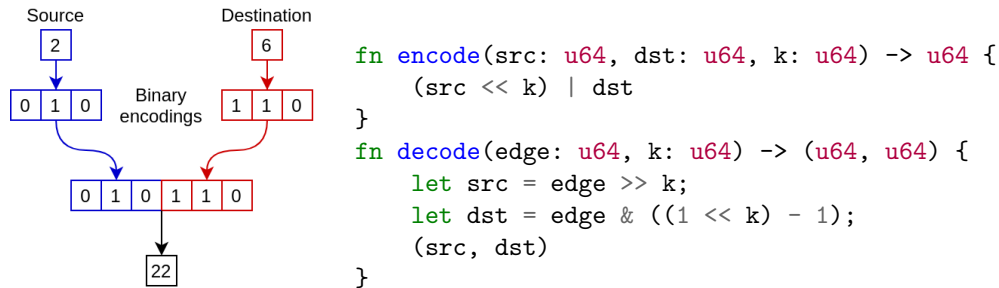 Source
Destination
2
6
0 1 0
Binary
encodings
1 1 0
0 1 0 1 1 0
22
fn encode(src: u64, dst: u64, k: u64) -> u64 {
    (src << k) | dst
}
fn decode(edge: u64, k: u64) -> (u64, u64) {
    let src = edge >> k;
    let dst = edge & ((1 << k) - 1);
    (src, dst)
}